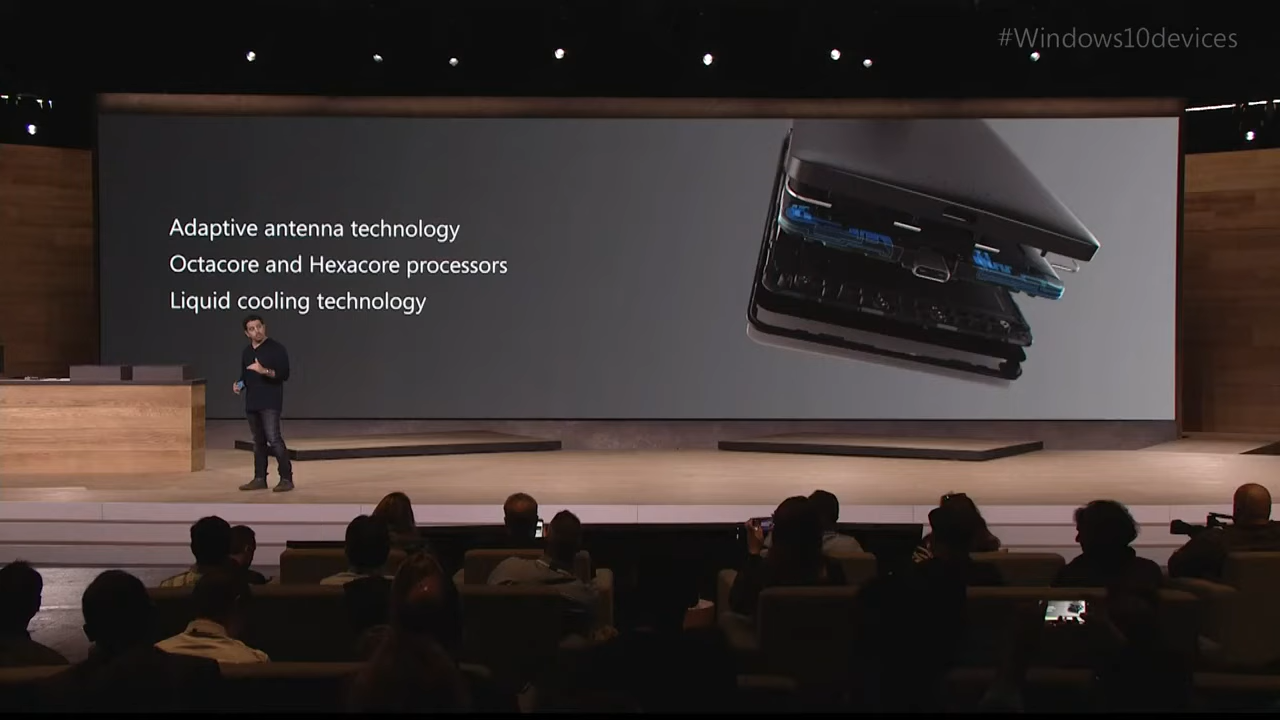 #Windows10devices
Adaptive antenna technology
Octacore and Hexacore processors
Liquid cooling technology